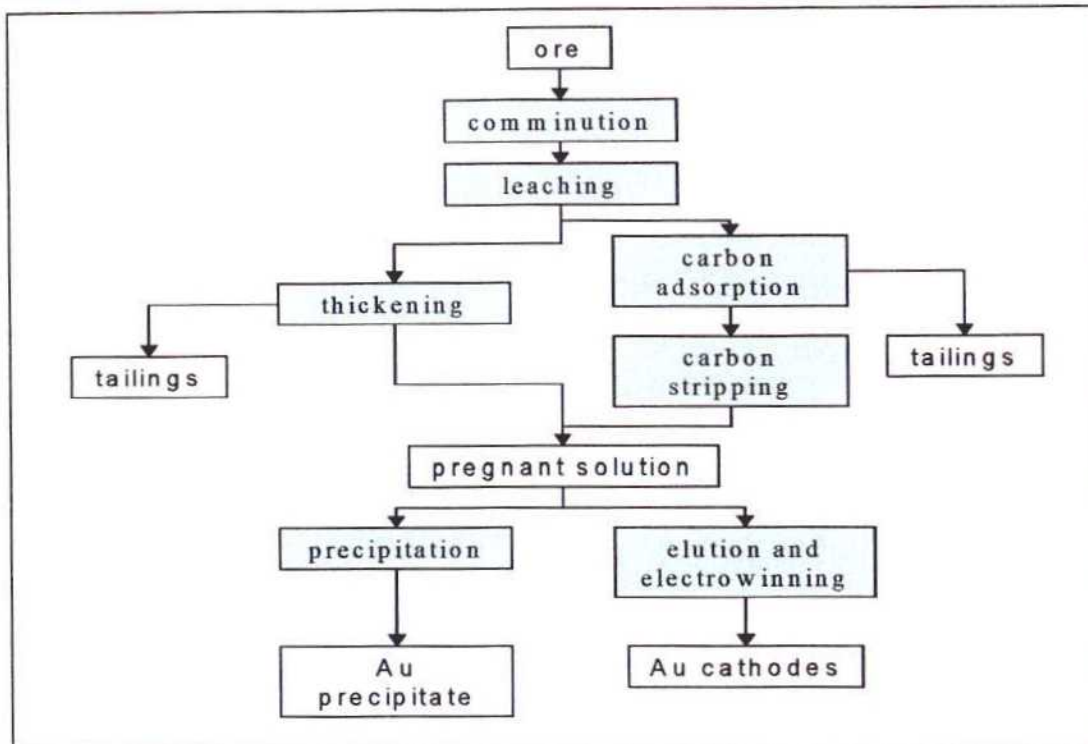 ore
comminution
leaching
carbon
adsorption
thickening
tailings
tailings
carbon
stripping
pregnant solution
precipitation
elution and
electrowinning
Au
precipitate
Au cathodes